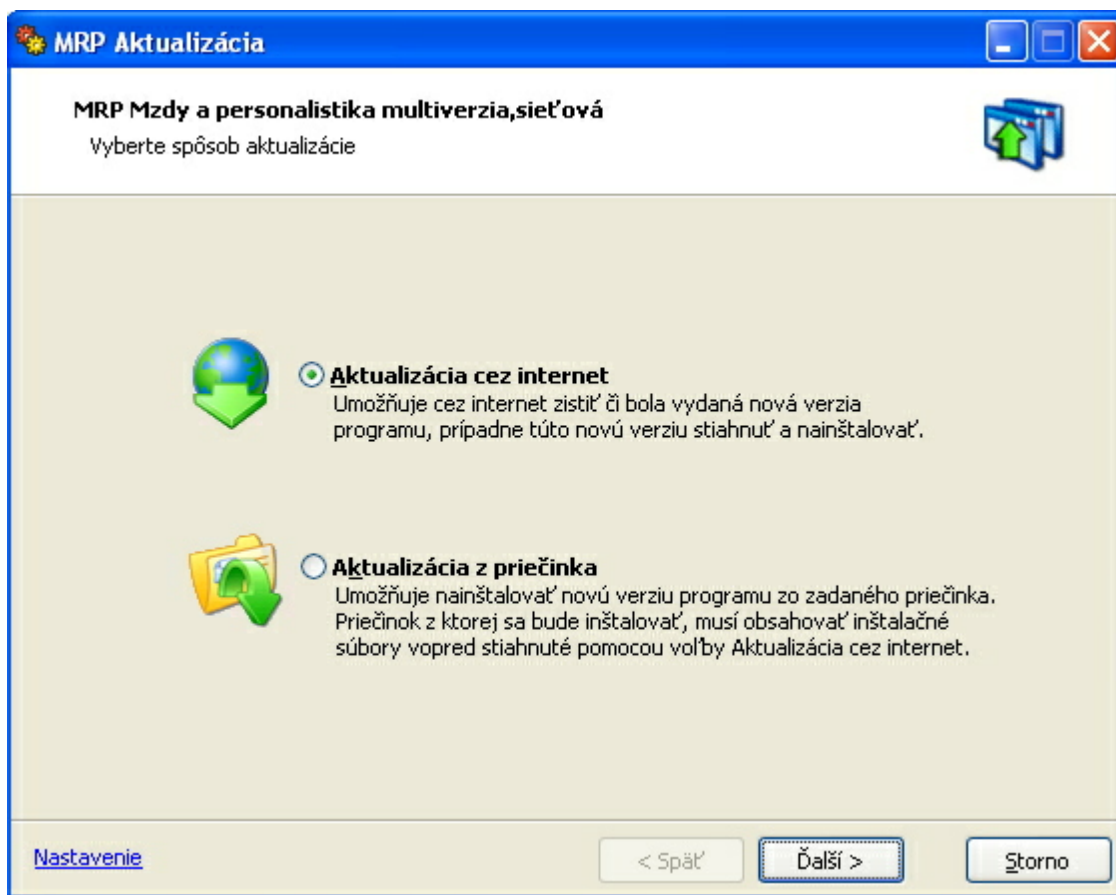 MRP Aktualizácia
MRP Mzdy a personalistika multiverzia,sieťová
Vyberte spôsob aktualizácie
Aktualizácia cez internet
Umožňuje cez internet zistiť či bola vydaná nová verzia
programu, prípadne túto novú verziu stiahnuť a nainštalovať.
Aktualizácia z priečinka
Umožňuje nainštalovať novú verziu programu zo zadaného priečinka.
Priečinok z ktorej sa bude inštalovať, musí obsahovať inštalačné
súbory vopred stiahnuté pomocou voľby Aktualizácia cez internet.
Nastavenie
< Späť
Ďalší >
Storno